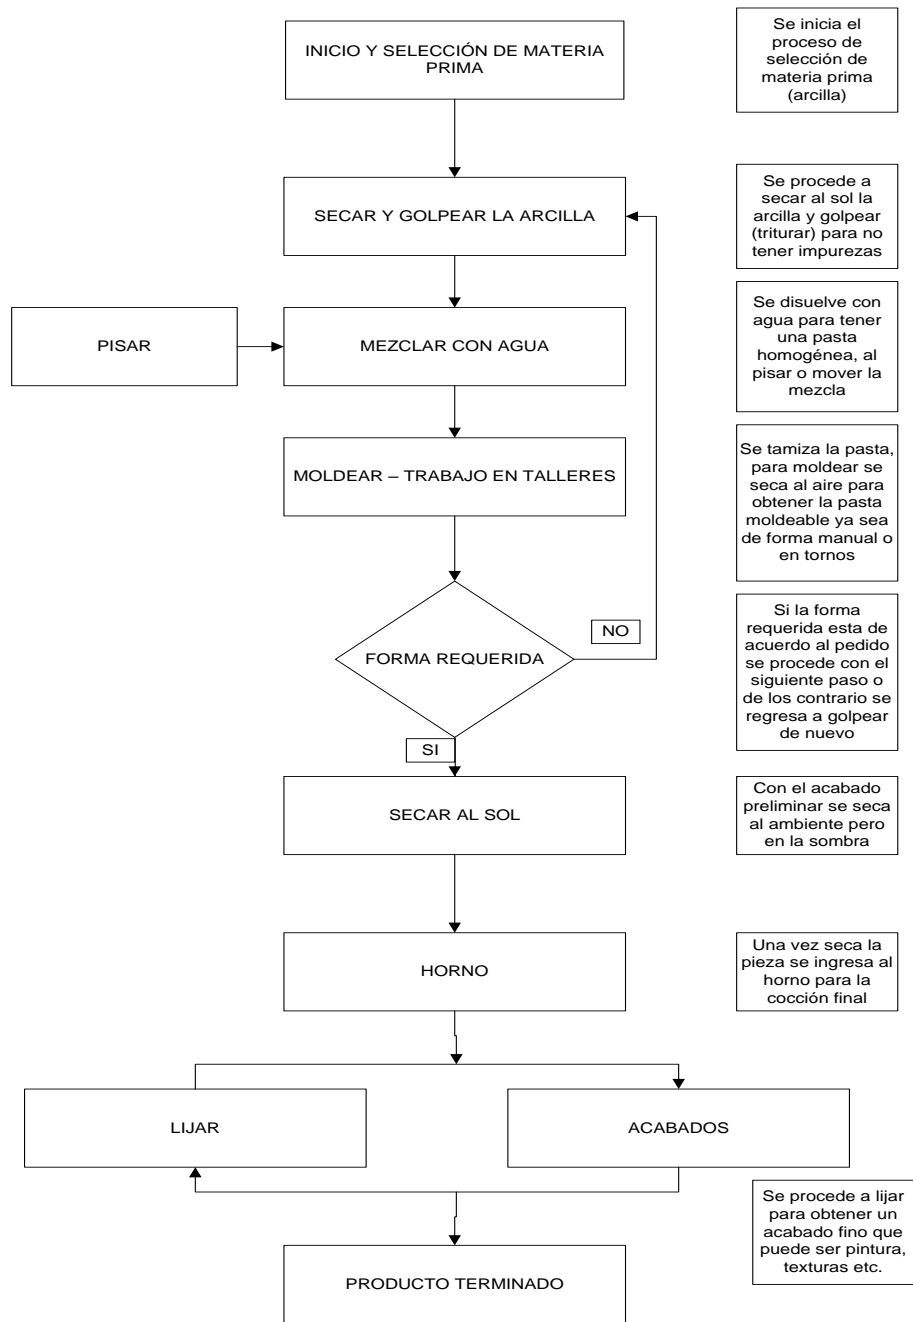 INICIO Y SELECCIÓN DE MATERIA
PRIMA
Se inicia el
proceso de
selección de
materia prima
(arcilla)
SECAR Y GOLPEAR LA ARCILLA
Se procede a
secar al sol la
arcilla y golpear
(triturar) para no
tener impurezas
PISAR
MEZCLAR CON AGUA
Se disuelve con
agua para tener
una pasta
homogénea, al
pisar o mover la
mezcla
MOLDEAR – TRABAJO EN TALLERES
Se tamiza la pasta,
para moldear se
seca al aire para
obtener la pasta
moldeable ya sea
de forma manual o
en tornos
FORMA REQUERIDA
NO
SI
Si la forma
requerida esta de
acuerdo al pedido
se procede con el
siguiente paso o
de los contrario se
regresa a golpear
de nuevo
SECAR AL SOL
Con el acabado
preliminar se seca
al ambiente pero
en la sombra
HORNO
Una vez seca la
pieza se ingresa al
horno para la
cocción final
LIJAR
ACABADOS
Se procede a lijar
para obtener un
acabado fino que
puede ser pintura,
texturas etc.
PRODUCTO TERMINADO